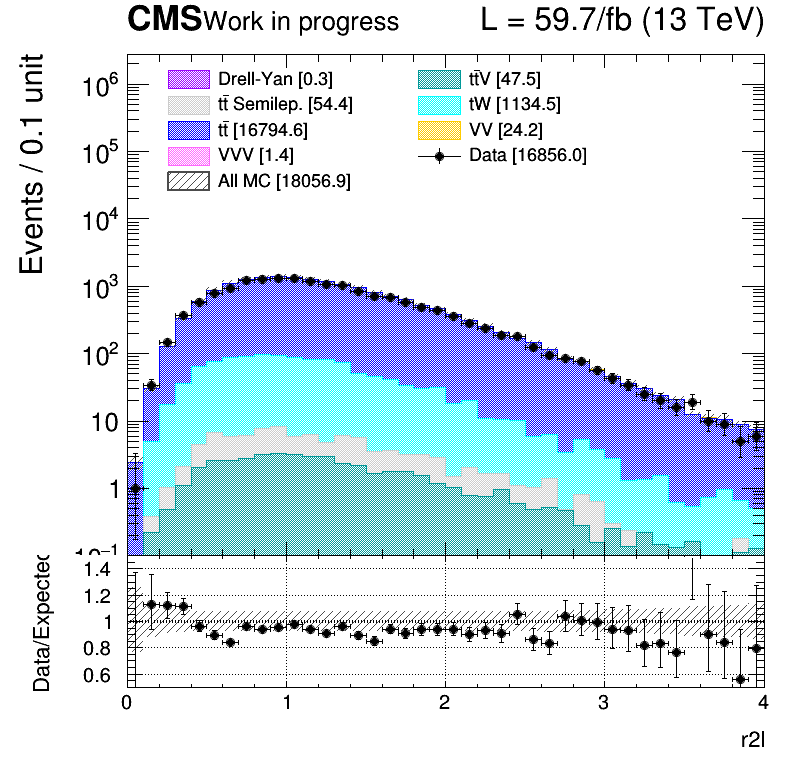 CMS Work in progress L = 59.7/fb (13 TeV)
Events / 0.1 unit
Drell-Yan [0.3]
tt̄V [47.5]
tt̄ Semilep. [54.4]
tW [1134.5]
tt̄ [16794.6]
VV [24.2]
VVV [1.4]
Data [16856.0]
All MC [18056.9]
10⁶
10⁵
10⁴
10³
10²
10
1
10⁻¹
Data/Expected
1.4
1.2
1
0.8
0.6
0 1 2 3 4
r2l